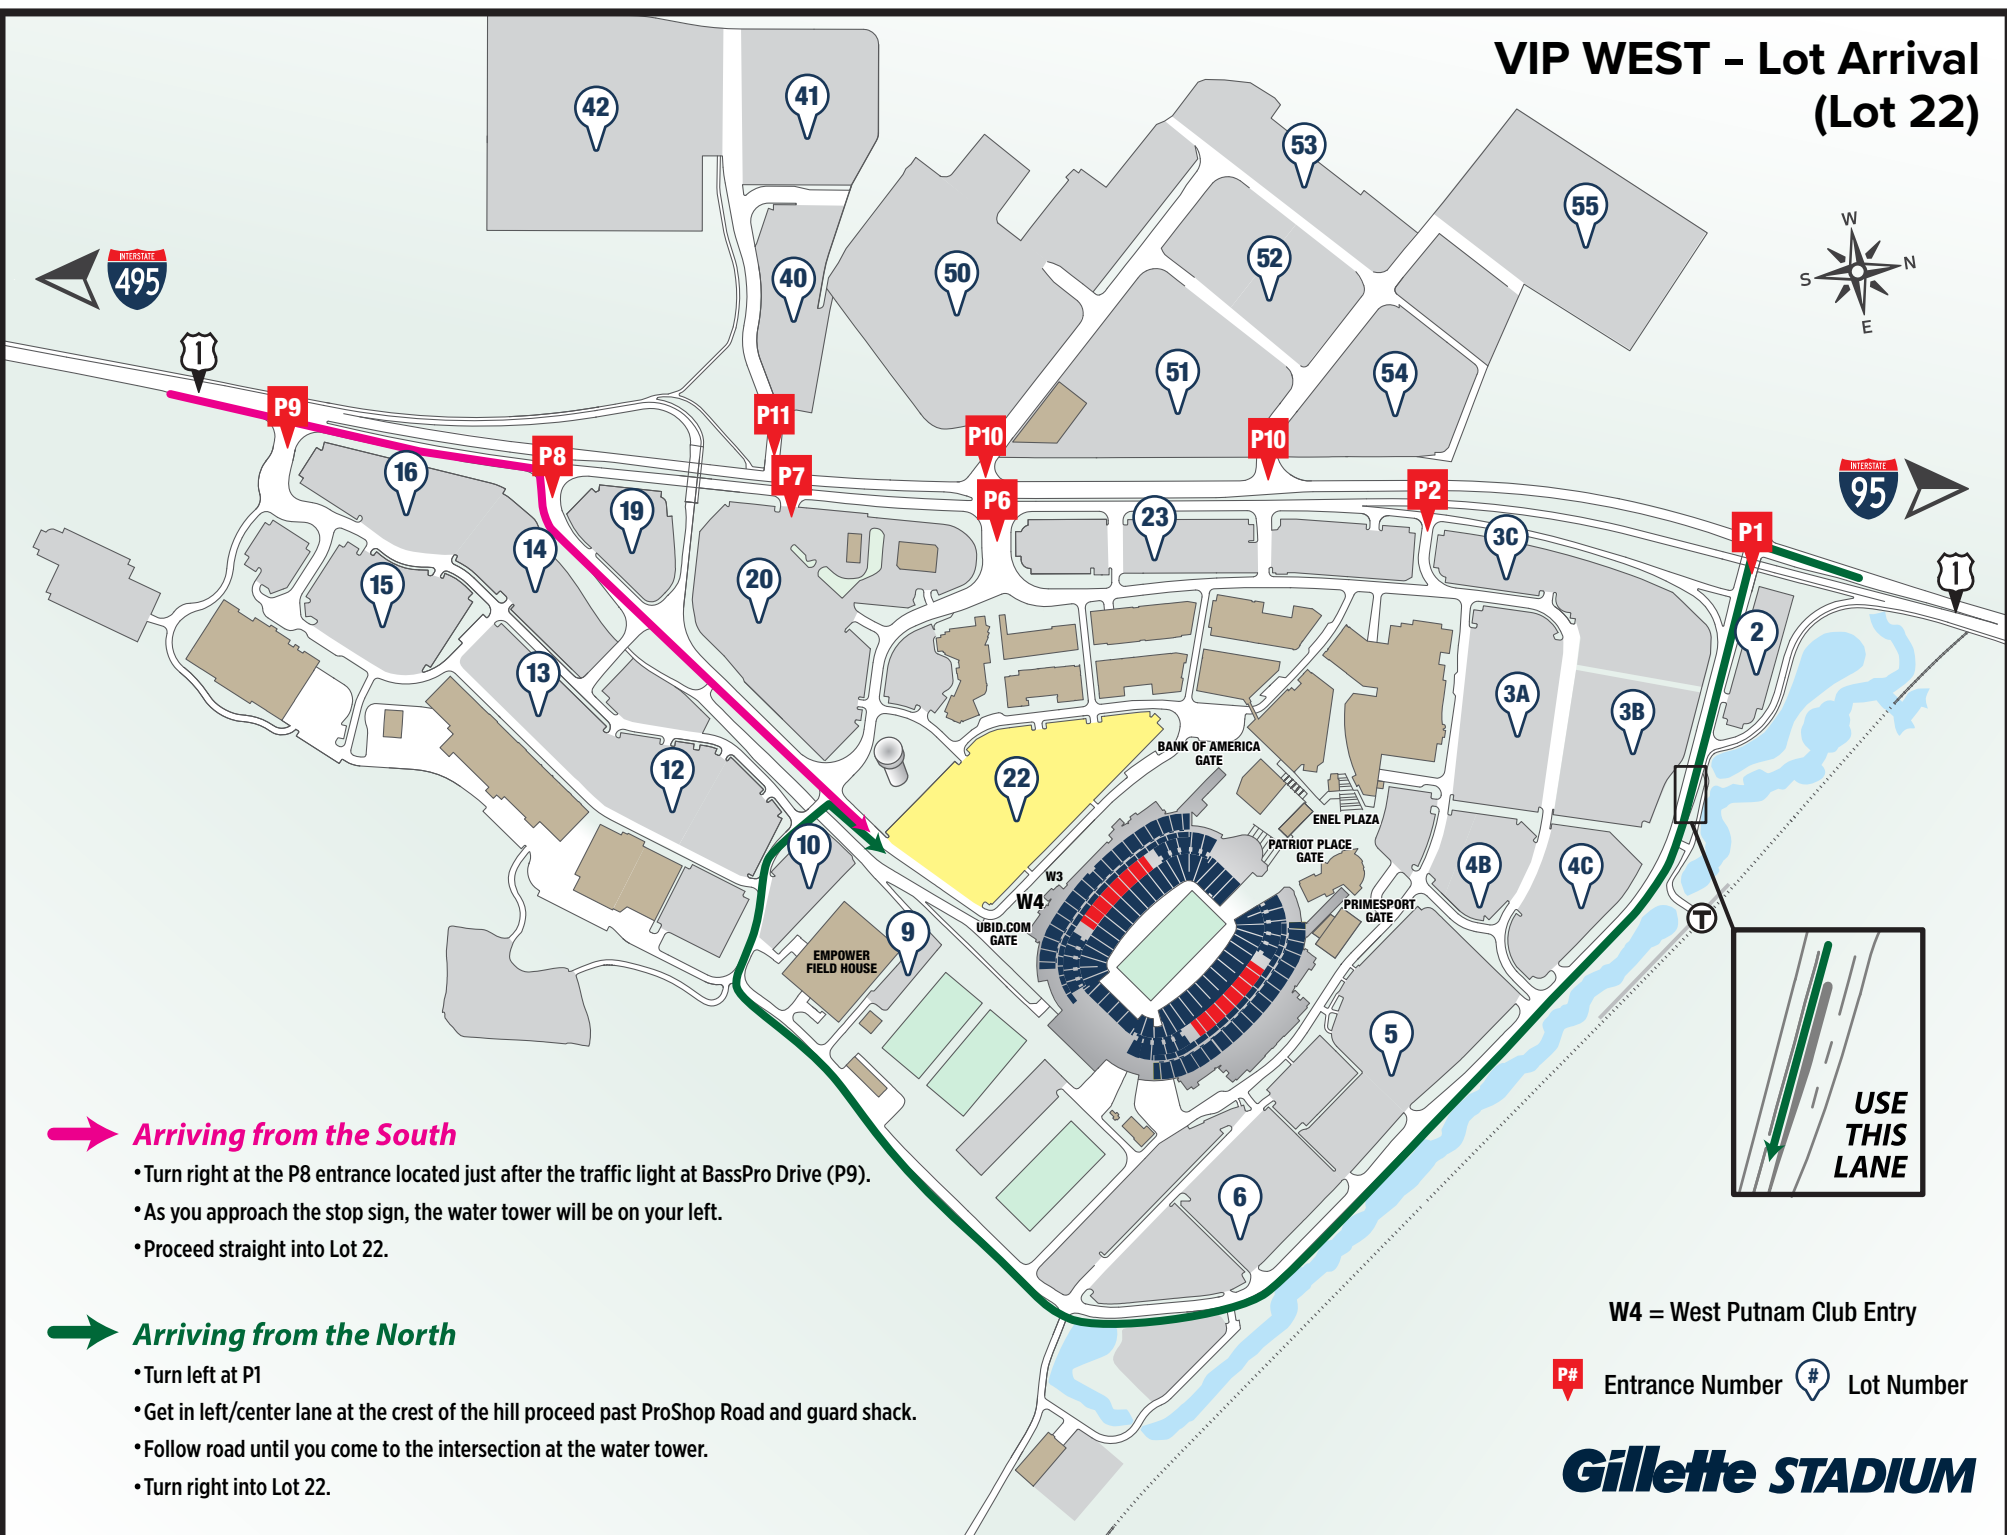 VIP WEST – Lot Arrival
(Lot 22)
42
41
53
55
W
N
S
E
52
40
50
INTERSTATE
495
1
51
54
P9
P11
P10
P10
P8
P7
P6
P2
P1
INTERSTATE
95
1
16
19
23
3C
14
15
20
2
13
3A
3B
12
22
BANK OF AMERICA
GATE
ENEL PLAZA
PATRIOT PLACE
GATE
10
4B
4C
W3
W4
UBID.COM
GATE
PRIMESPORT
GATE
9
T
EMPOWER
FIELD HOUSE
5
6
USE
THIS
LANE
Arriving from the South
•Turn right at the P8 entrance located just after the traffic light at BassPro Drive (P9).
•As you approach the stop sign, the water tower will be on your left.
•Proceed straight into Lot 22.
Arriving from the North
•Turn left at P1
•Get in left/center lane at the crest of the hill proceed past ProShop Road and guard shack.
•Follow road until you come to the intersection at the water tower.
•Turn right into Lot 22.
W4 = West Putnam Club Entry
P# Entrance Number # Lot Number
Gillette STADIUM